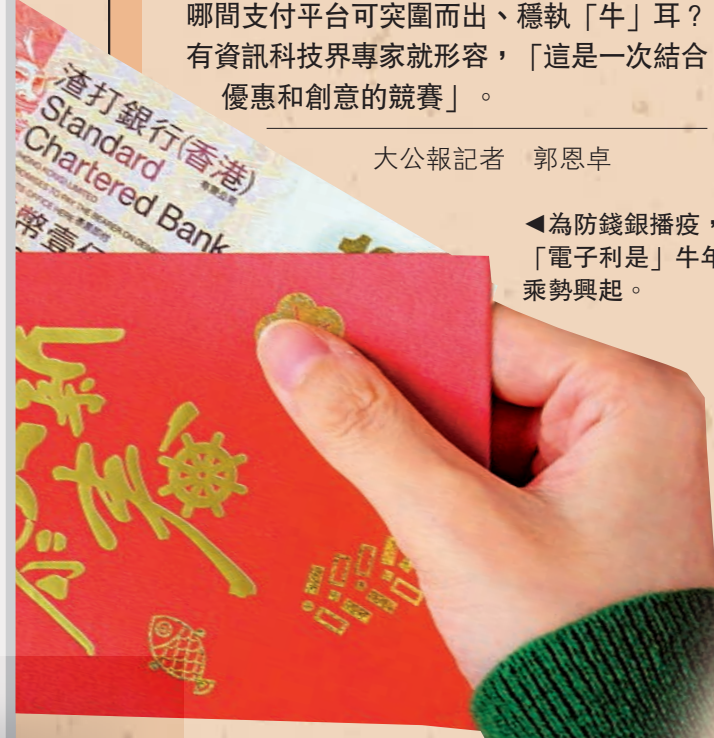 哪間支付平台可突圍而出、穩執「牛」耳？
有資訊科技界專家就形容，「這是一次結合
優惠和創意的競賽」。
大公報記者　郭恩卓
◀為防錢銀播疫，
「電子利是」牛年
乘勢興起。
渣打銀行(香港)
Standard
Chartered Bank